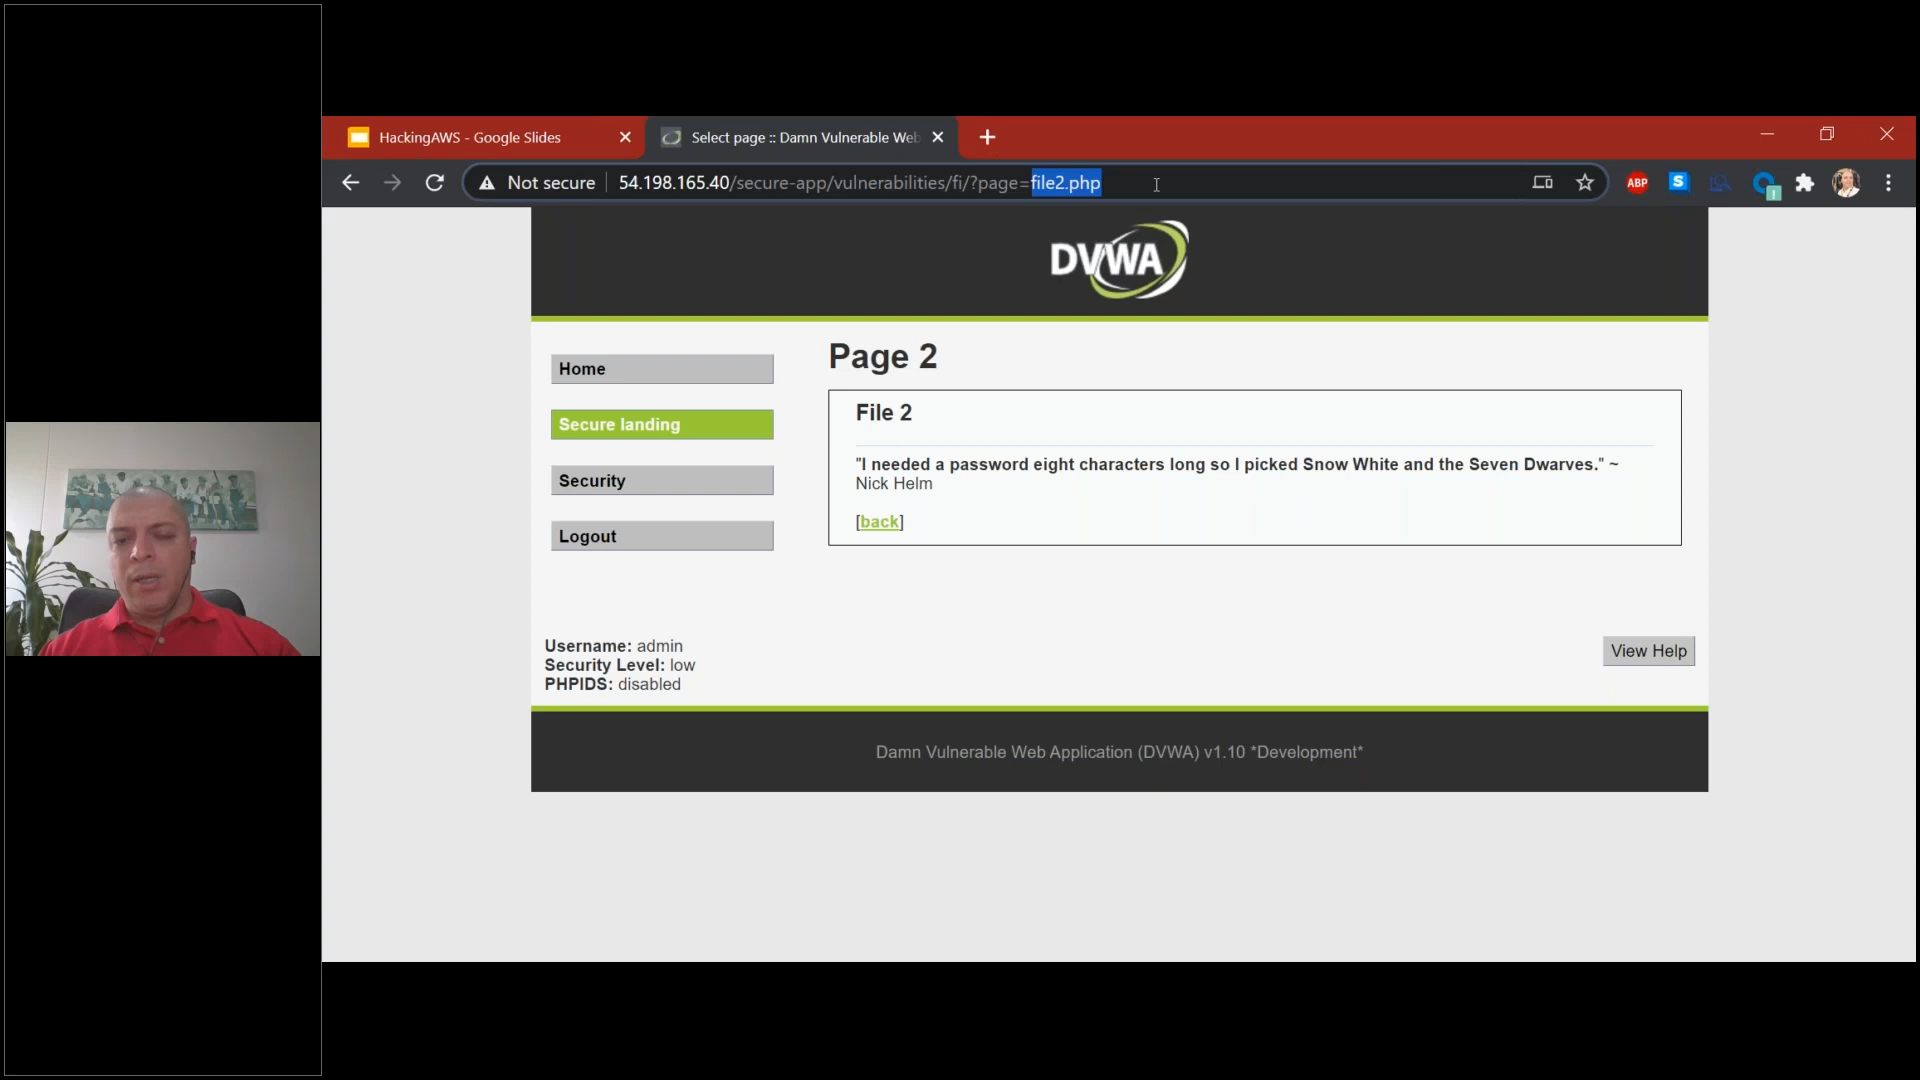 HackingAWS - Google Slides
Select page :: Damn Vulnerable Web
Not secure
54.198.165.40/secure-app/vulnerabilities/fi/?page=file2.php
ABP
S
DVWA
Home
Secure landing
Security
Logout
Page 2
File 2
"I needed a password eight characters long so I picked Snow White and the Seven Dwarves." ~
Nick Helm
[back]
Username: admin
Security Level: low
PHPIDS: disabled
View Help
Damn Vulnerable Web Application (DVWA) v1.10 *Development*